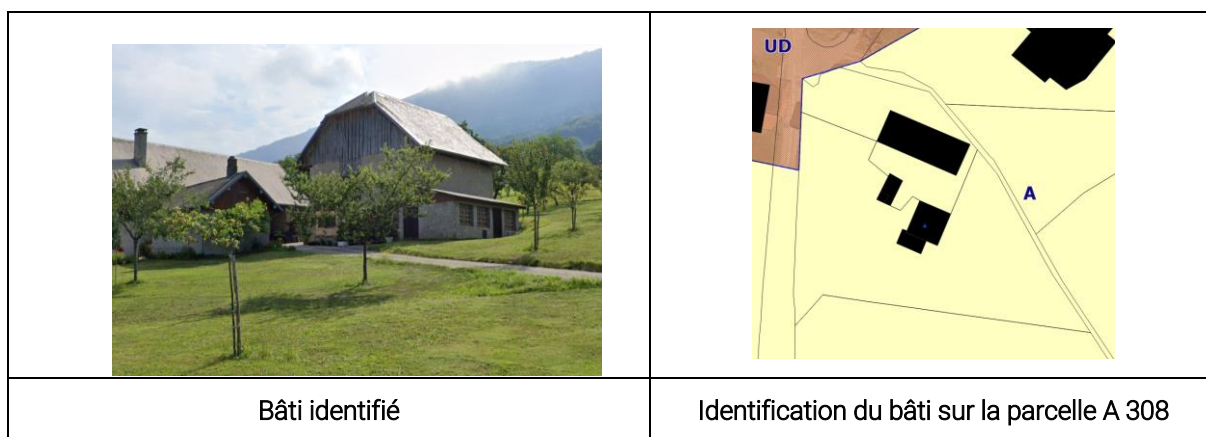 UD
A
Bâti identifié
Identification du bâti sur la parcelle A 308